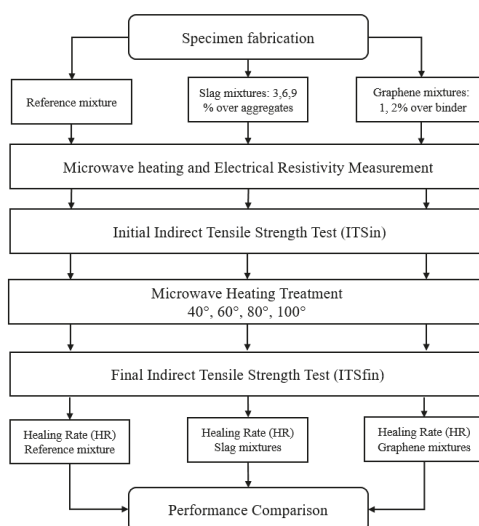 Specimen fabrication
Reference mixture
Slag mixtures: 3,6,9
% over aggregates
Graphene mixtures:
1, 2% over binder
Microwave heating and Electrical Resistivity Measurement
Initial Indirect Tensile Strength Test (ITSin)
Microwave Heating Treatment
40°, 60°, 80°, 100°
Final Indirect Tensile Strength Test (ITSfin)
Healing Rate (HR)
Reference mixture
Healing Rate (HR)
Slag mixtures
Healing Rate (HR)
Graphene mixtures
Performance Comparison